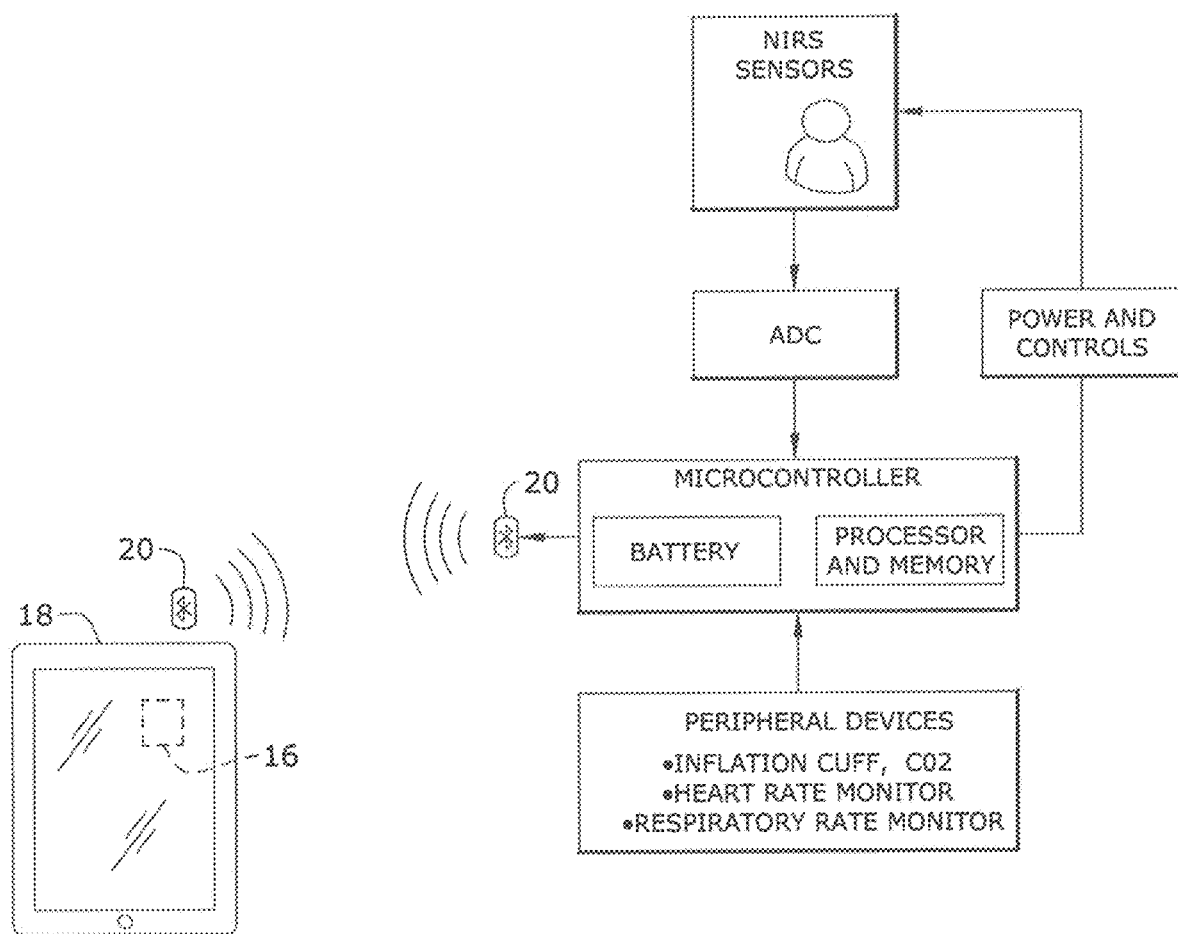 NIRS
SENSORS
ADC
POWER AND
CONTROLS
MICROCONTROLLER
BATTERY
PROCESSOR
AND MEMORY
20
20
18
16
PERIPHERAL DEVICES
•INFLATION CUFF, C02
•HEART RATE MONITOR
•RESPIRATORY RATE MONITOR